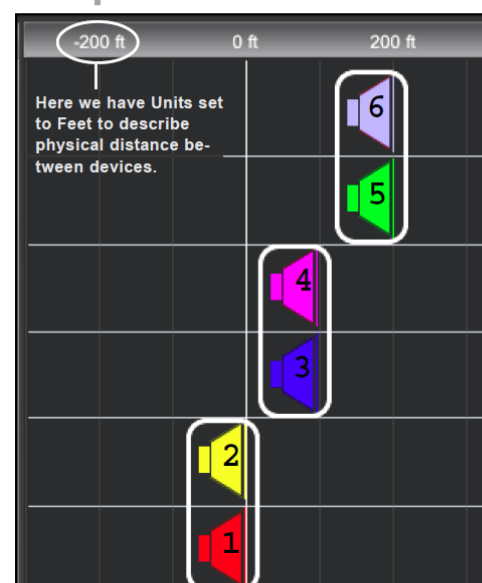 -200 ft 0 ft 200 ft
Here we have Units set
to Feet to describe
physical distance be-
tween devices.
6
5
4
3
2
1